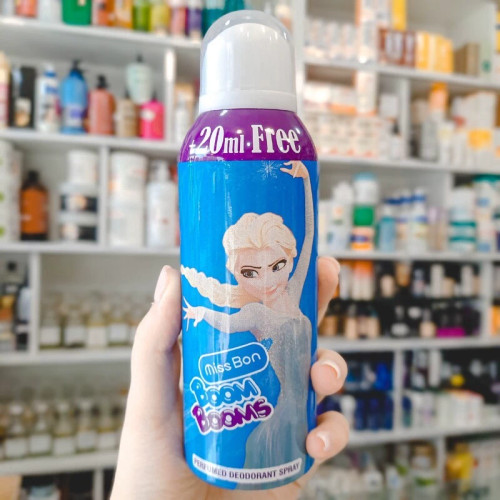 +20ml·Free
Miss Bon
BOOM
BOOMS
PERFUMED DEODORANT SPRAY